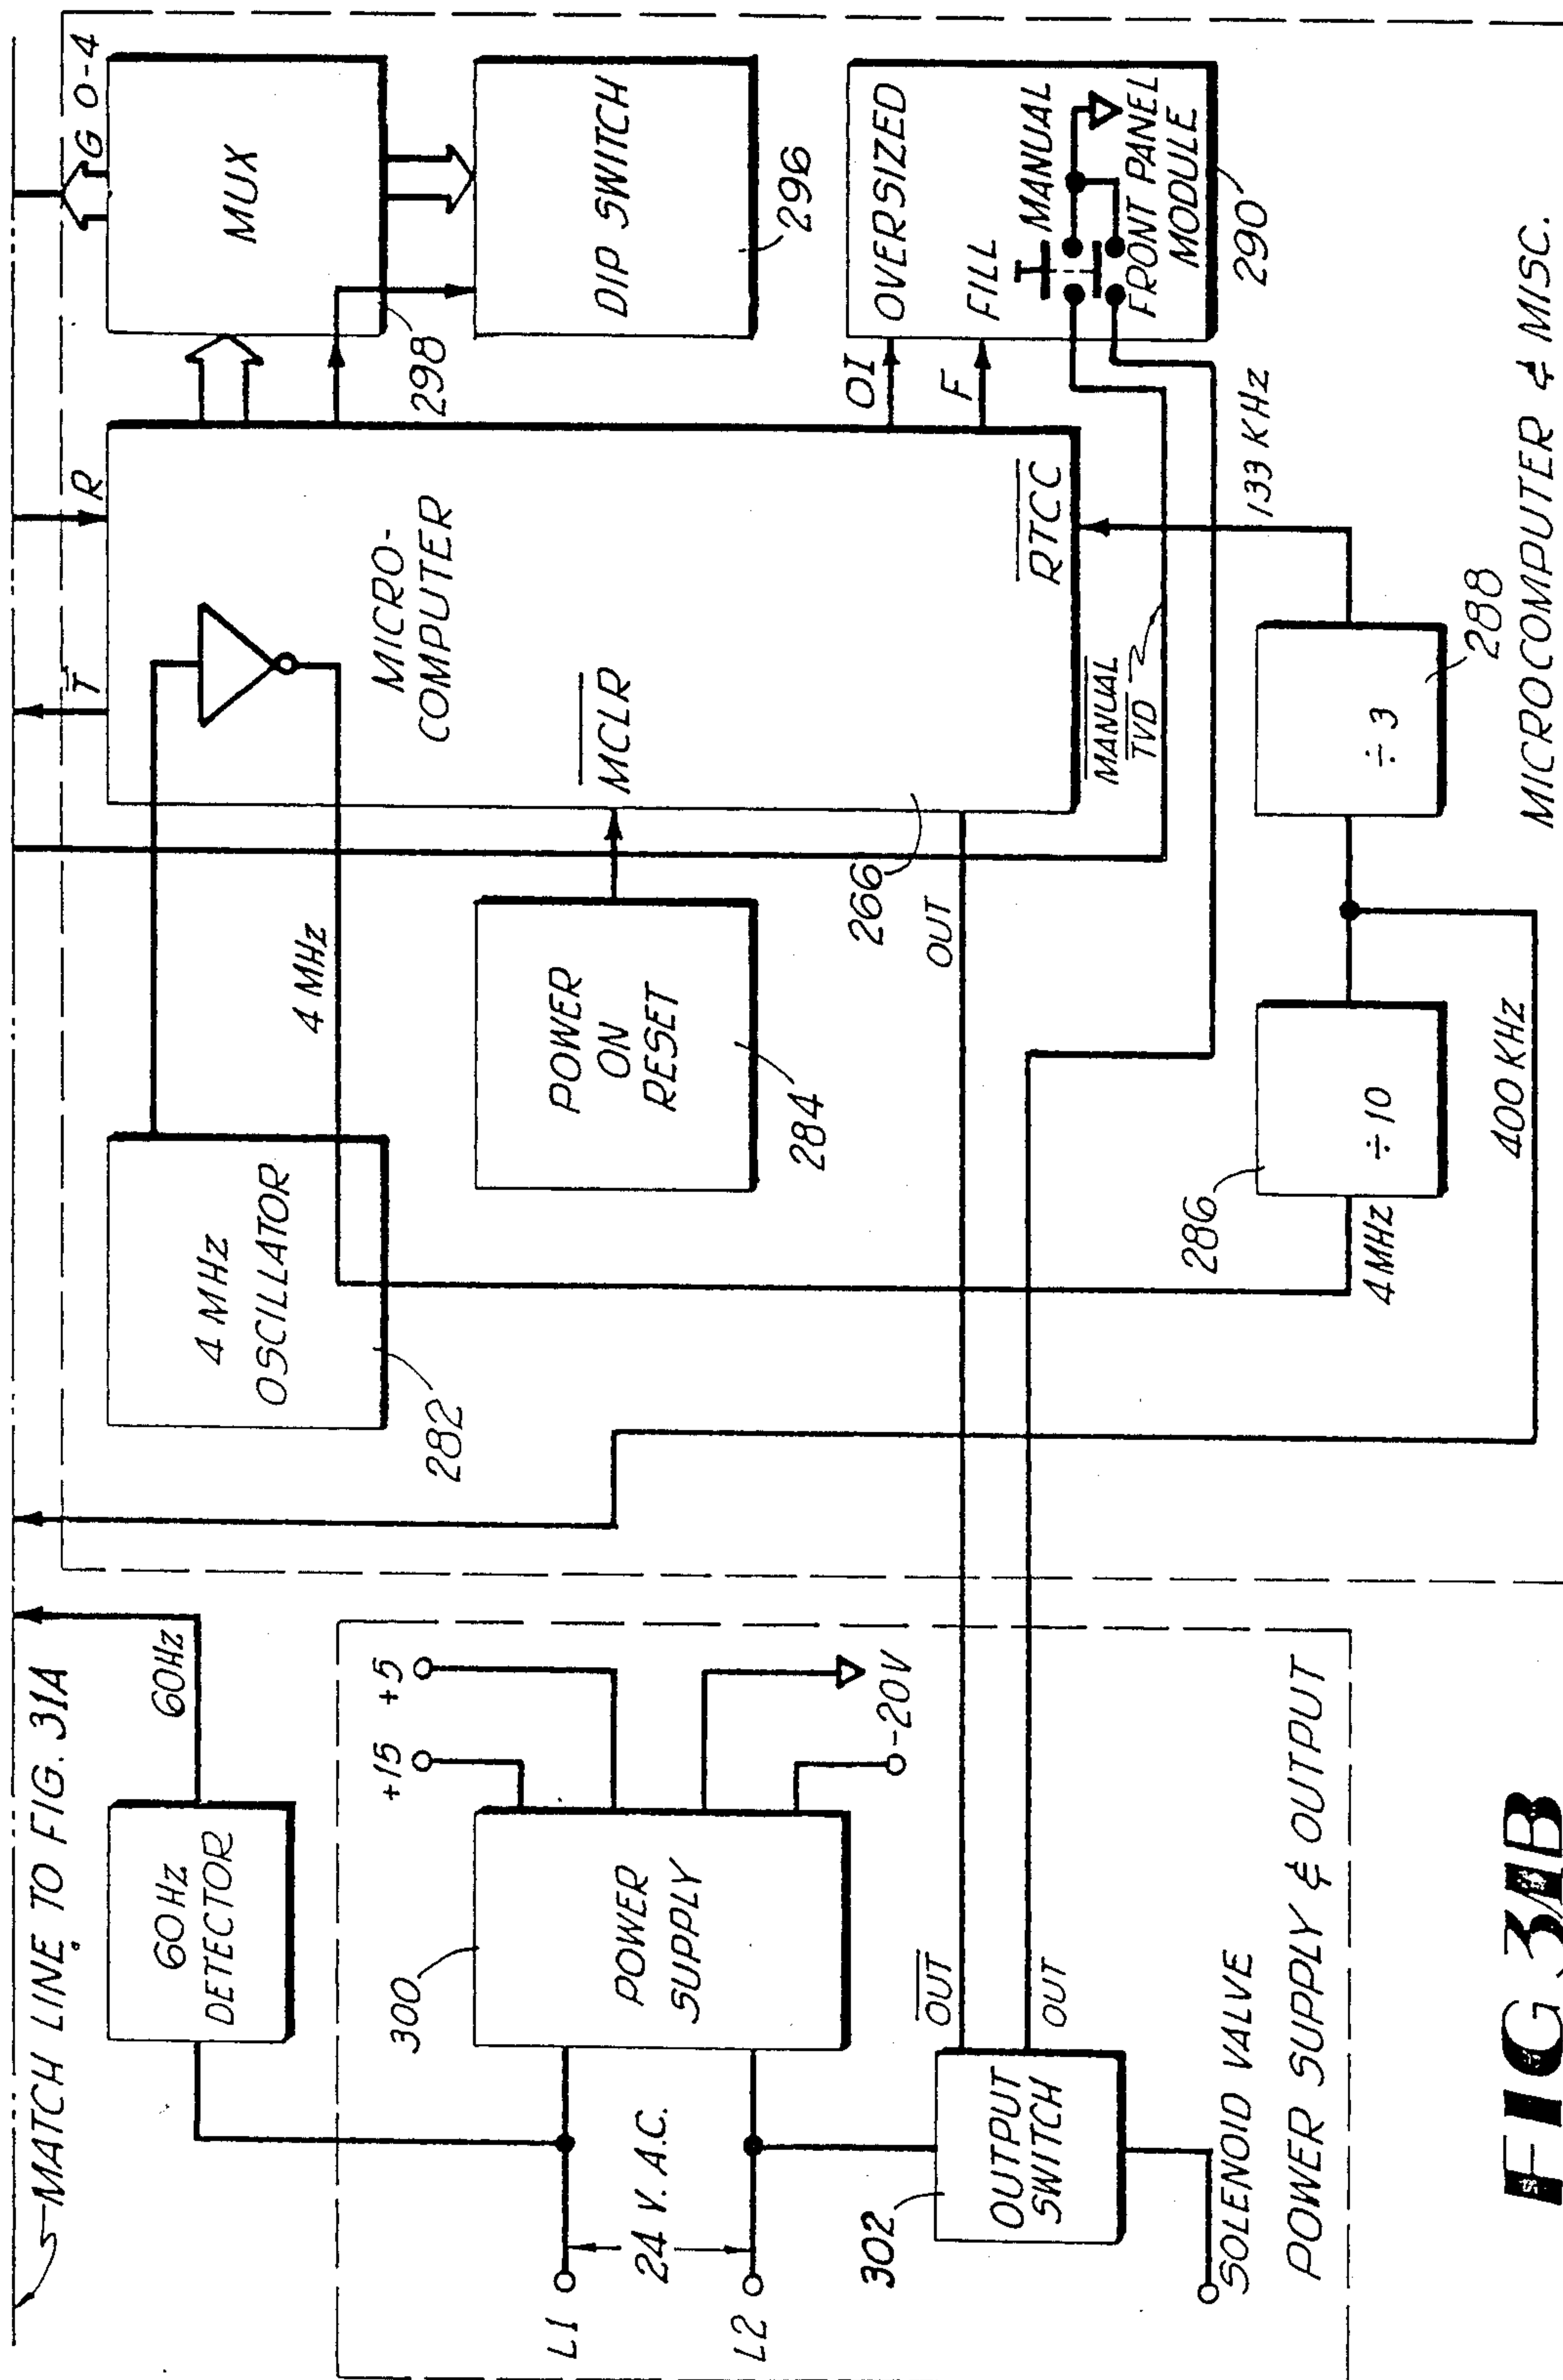 MATCH LINE TO FIG. 31A
60HZ
DETECTOR
60HZ
300
+15
+5
POWER
SUPPLY
-20V
L1
24 V. A.C.
L2
302
OUTPUT
SWITCH
OUT
OUT
SOLENOID VALVE
POWER SUPPLY & OUTPUT
4 MHz
OSCILLATOR
282
4 MHz
POWER
ON
RESET
284
T
R
MICRO-
COMPUTER
MCLR
RTCC
266
OUT
MANUAL
TVD
G 0-4
MUX
298
DIP SWITCH
296
OI
F
OVERSIZED
FILL
MANUAL
FRONT PANEL
MODULE
290
133 KHz
286
4 MHz
÷ 10
400 KHz
÷ 3
288
MICROCOMPUTER & MISC.
FIG 31B